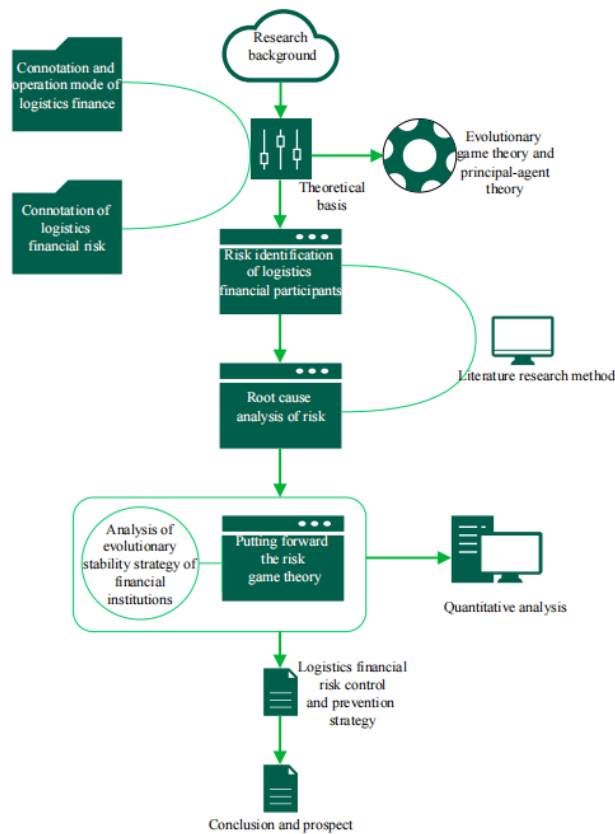 Research
background
Connotation and
operation mode of
logistics finance
Evolutionary
game theory and
principal-agent
theory
Theoretical
basis
Connotation of
logistics
financial risk
Risk identification
of logistics
financial participants
Literature research method
Root cause
analysis of risk
Analysis of
evolutionary
stability strategy of
financial
institutions
Putting forward
the risk
game theory
Quantitative analysis
Logistics financial
risk control
and prevention
strategy
Conclusion and prospect